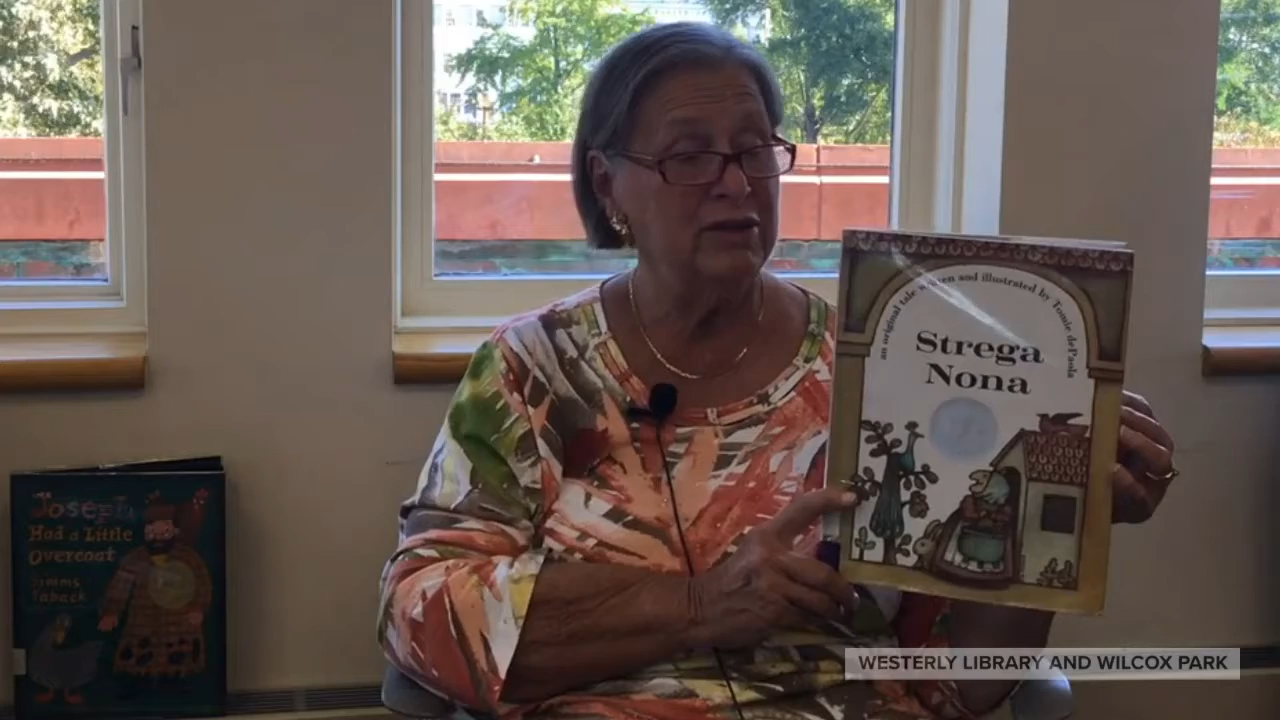 an original tale written and illustrated by Tomie dePaola
Strega
Nona
Joseph
Had a Little
Overcoat
Simms
Taback
WESTERLY LIBRARY AND WILCOX PARK